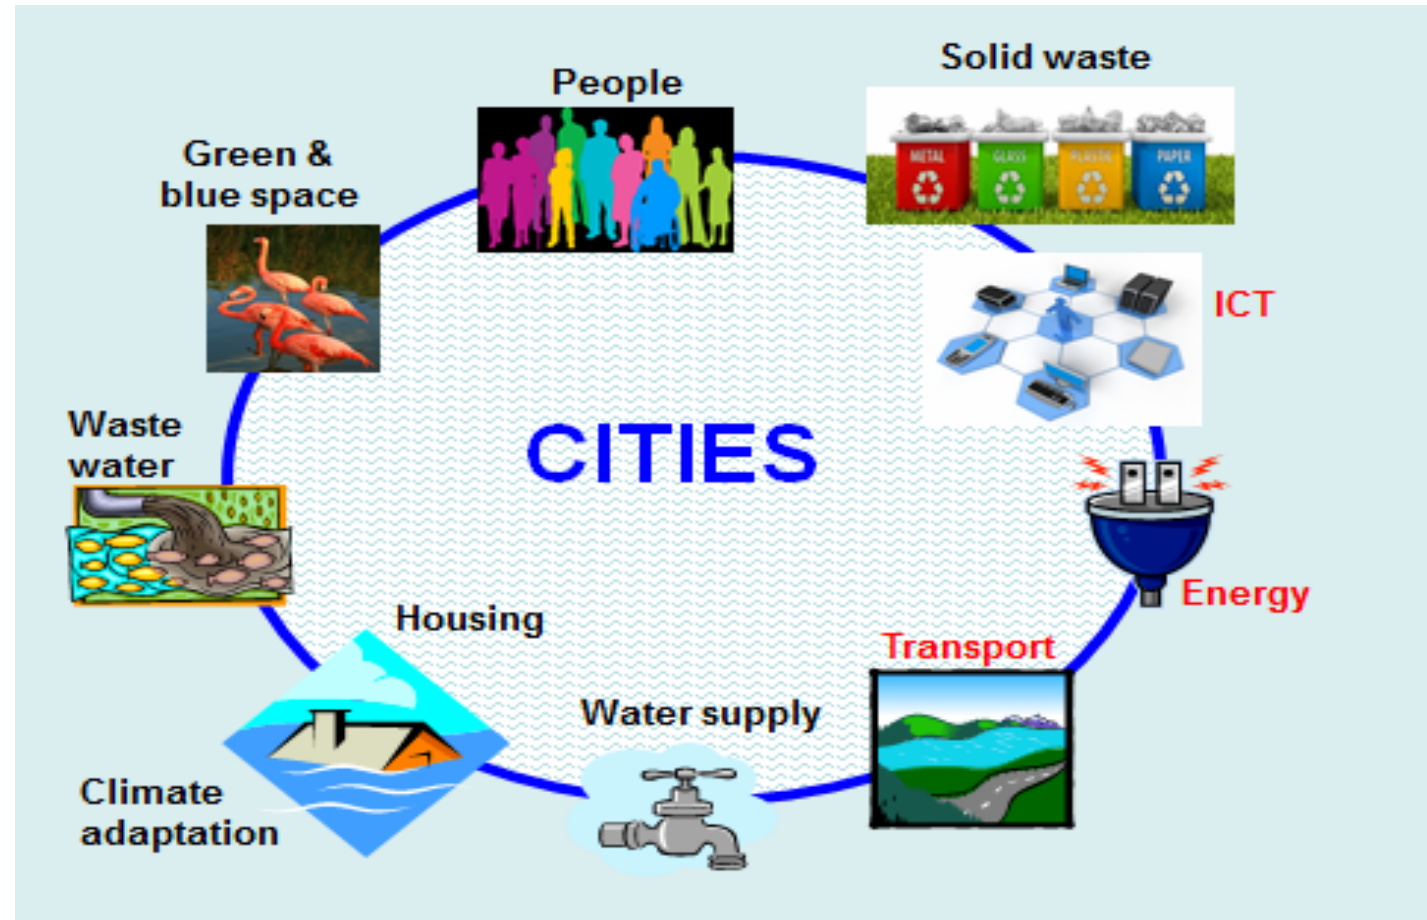 People
Solid waste
METAL
GLASS
PLASTIC
PAPER
Green &
blue space
ICT
CITIES
Waste
water
Energy
Housing
Transport
Water supply
Climate
adaptation